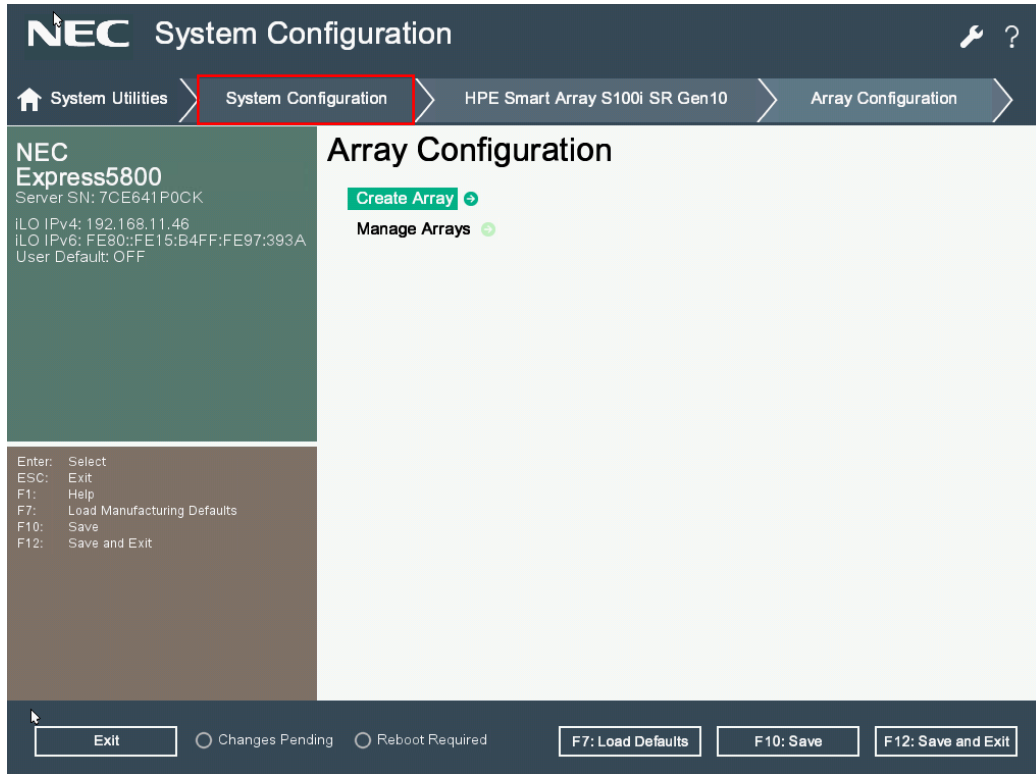 NEC System Configuration ?
System Utilities System Configuration HPE Smart Array S100i SR Gen10 Array Configuration
NEC
Express5800
Server SN: 7CE641P0CK
iLO IPv4: 192.168.11.46
iLO IPv6: FE80::FE15:B4FF:FE97:393A
User Default: OFF
Array Configuration
Create Array
Manage Arrays
Enter: Select
ESC: Exit
F1: Help
F7: Load Manufacturing Defaults
F10: Save
F12: Save and Exit
Exit Changes Pending Reboot Required F7: Load Defaults F10: Save F12: Save and Exit